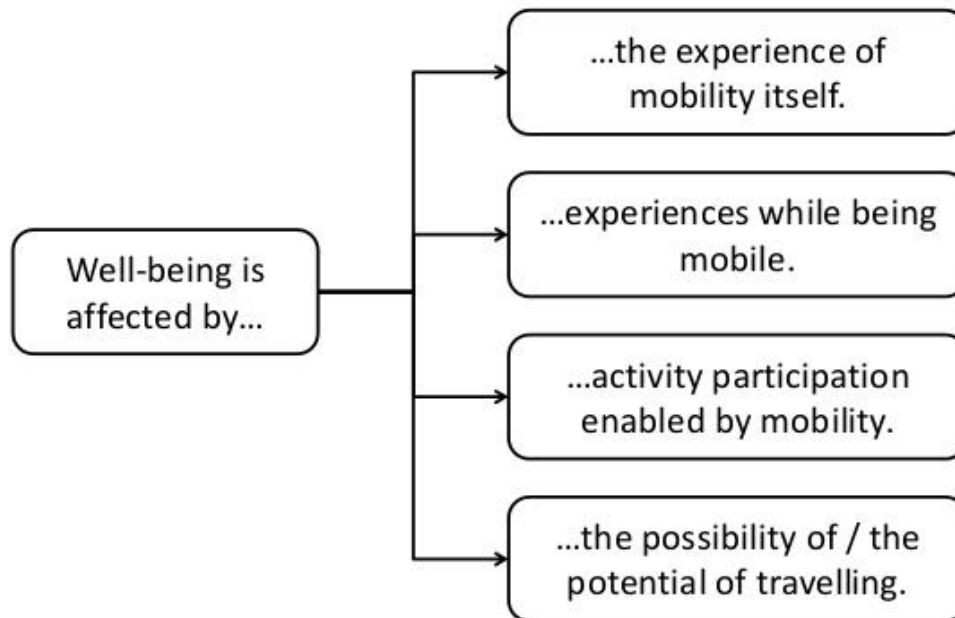 Well-being is
affected by...
...the experience of
mobility itself.
...experiences while being
mobile.
...activity participation
enabled by mobility.
...the possibility of / the
potential of travelling.